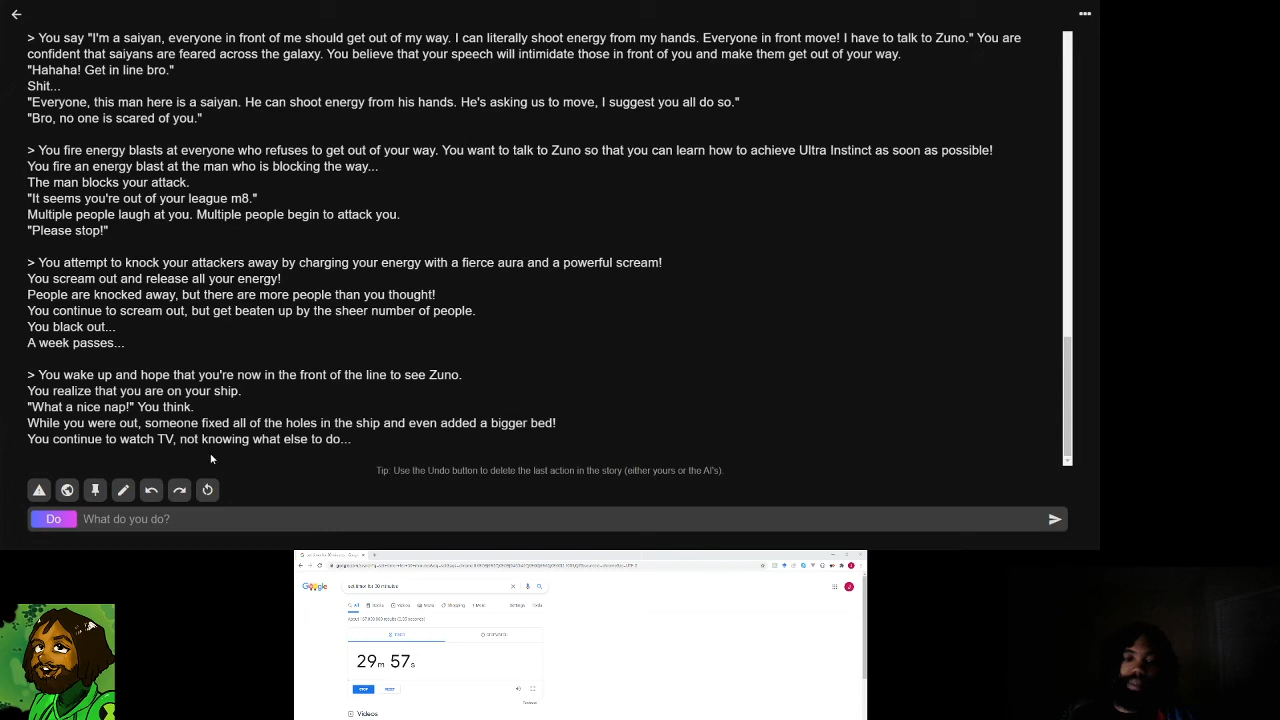 > You say "I'm a saiyan, everyone in front of me should get out of my way. I can literally shoot energy from my hands. Everyone in front move! I have to talk to Zuno." You are
confident that saiyans are feared across the galaxy. You believe that your speech will intimidate those in front of you and make them get out of your way.
"Hahaha! Get in line bro."
Shit...
"Everyone, this man here is a saiyan. He can shoot energy from his hands. He's asking us to move, I suggest you all do so."
"Bro, no one is scared of you."
> You fire energy blasts at everyone who refuses to get out of your way. You want to talk to Zuno so that you can learn how to achieve Ultra Instinct as soon as possible!
You fire an energy blast at the man who is blocking the way...
The man blocks your attack.
"It seems you're out of your league m8."
Multiple people laugh at you. Multiple people begin to attack you.
"Please stop!"
> You attempt to knock your attackers away by charging your energy with a fierce aura and a powerful scream!
You scream out and release all your energy!
People are knocked away, but there are more people than you thought!
You continue to scream out, but get beaten up by the sheer number of people.
You black out...
A week passes...
> You wake up and hope that you're now in the front of the line to see Zuno.
You realize that you are on your ship.
"What a nice nap!" You think.
While you were out, someone fixed all of the holes in the ship and even added a bigger bed!
You continue to watch TV, not knowing what else to do...
Tip: Use the Undo button to delete the last action in the story (either yours or the AI's).
Do What do you do?
Google
All
Videos
Shopping
Settings
Tools
29m 57s
STOP
RESET
Videos